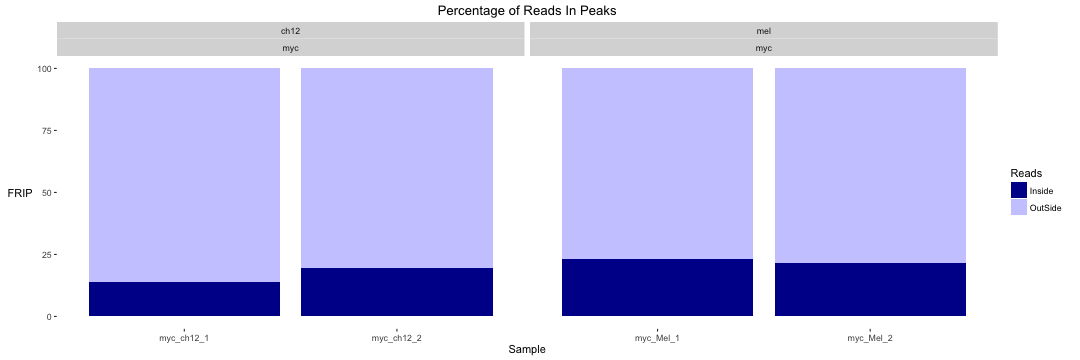 Percentage of Reads In Peaks
ch12
mel
myc
myc
100
75
50
25
0
FRIP
myc_ch12_1
myc_ch12_2
myc_Mel_1
myc_Mel_2
Sample
Reads
Inside
OutSide